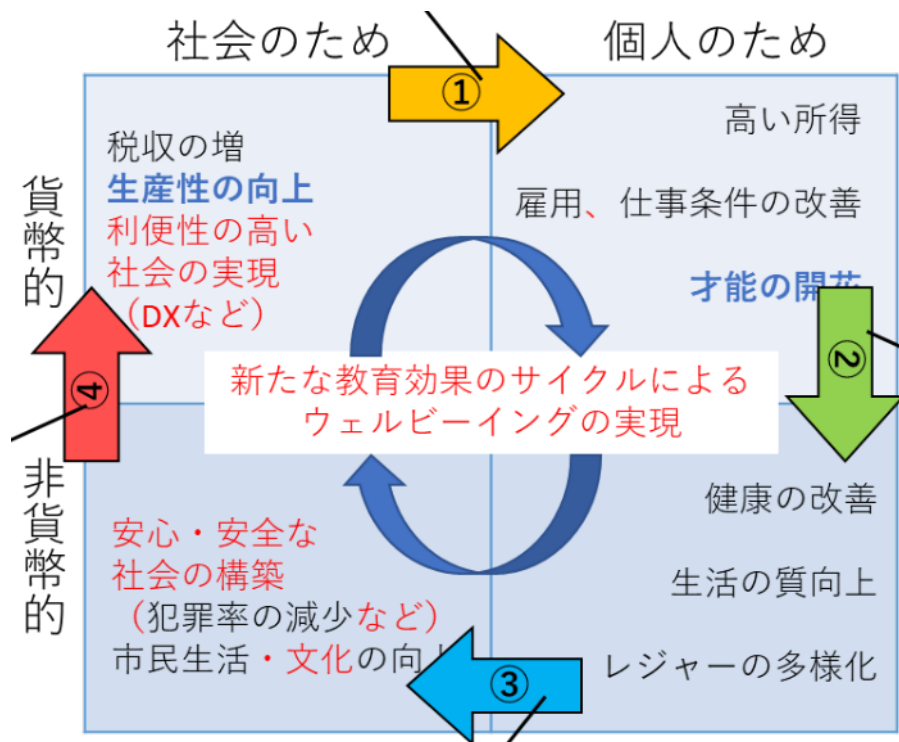 社会のため
個人のため
①
貨幣的
税収の増
生産性の向上
利便性の高い
社会の実現
（DXなど）
高い所得
雇用、仕事条件の改善
才能の開花
②
④
新たな教育効果のサイクルによる
ウェルビーイングの実現
非貨幣的
安心・安全な
社会の構築
（犯罪率の減少など）
市民生活・文化の向上
健康の改善
生活の質向上
レジャーの多様化
③